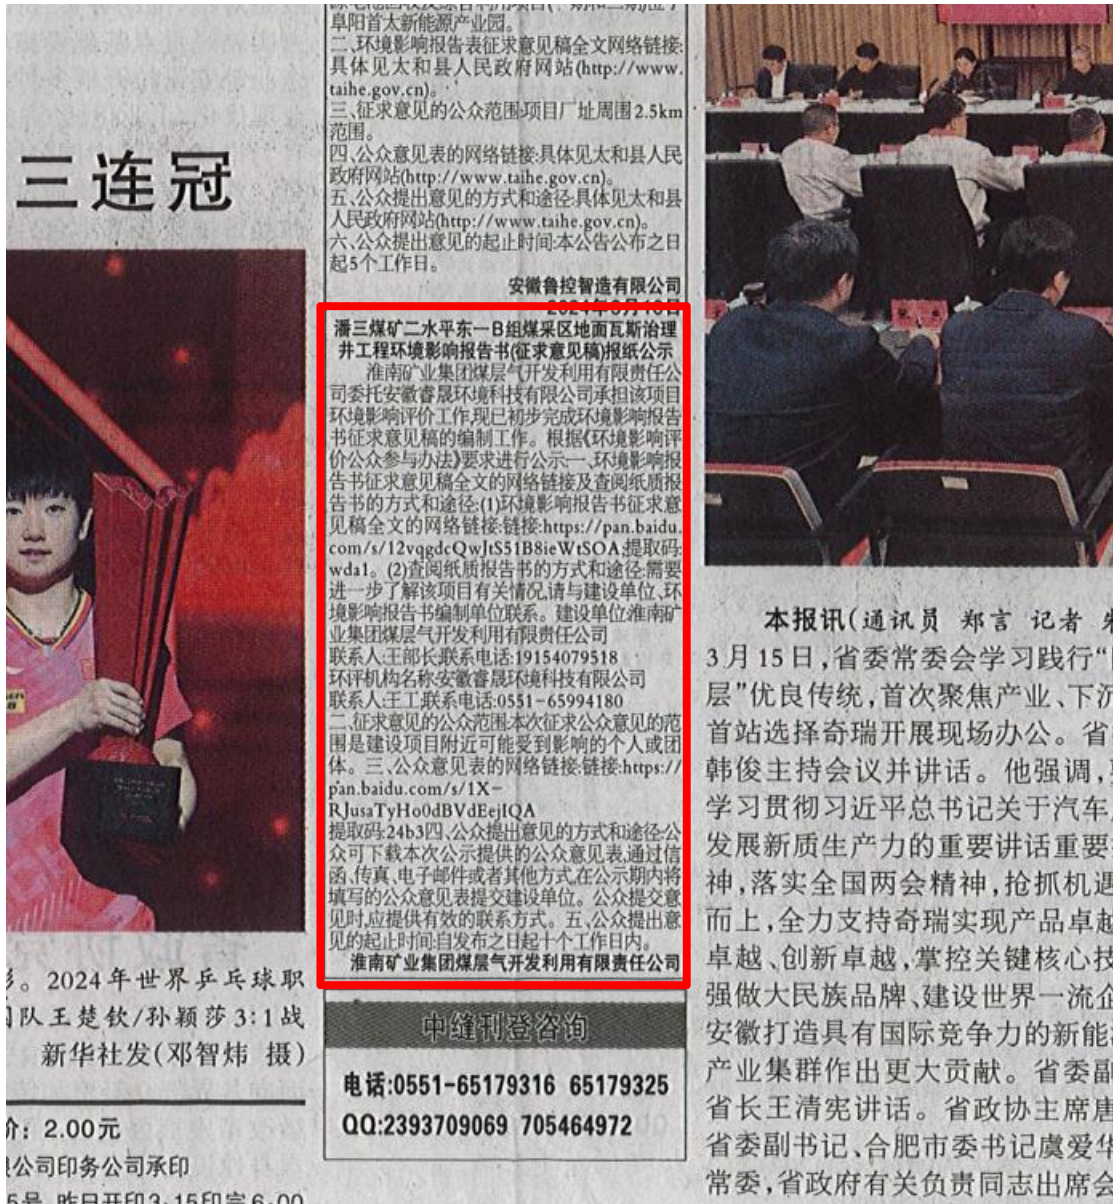 三连冠
彡。2024年世界乒乓球职
队王楚钦/孙颖莎3:1战
新华社发(邓智炜 摄)
价: 2.00元
公司印务公司承印
5号 昨日开印3:15印完6:00
阜阳首太新能源产业园。
二、环境影响报告表征求意见稿全文网络链接:
具体见太和县人民政府网站(http://www.
taihe.gov.cn)。
三、征求意见的公众范围:项目厂址周围2.5km
范围。
四、公众意见表的网络链接:具体见太和县人民
政府网站(http://www.taihe.gov.cn)。
五、公众提出意见的方式和途径:具体见太和县
人民政府网站(http://www.taihe.gov.cn)。
六、公众提出意见的起止时间:本公告公布之日
起5个工作日。
安徽鲁控智造有限公司
潘三煤矿二水平东一B组煤采区地面瓦斯治理
井工程环境影响报告书(征求意见稿)报纸公示
淮南矿业集团煤层气开发利用有限责任公
司委托安徽睿晟环境科技有限公司承担该项目
环境影响评价工作,现已初步完成环境影响报告
书征求意见稿的编制工作。根据《环境影响评
价公众参与办法》要求进行公示:一、环境影响报
告书征求意见稿全文的网络链接及查阅纸质报
告书的方式和途径:(1)环境影响报告书征求意
见稿全文的网络链接:链接:https://pan.baidu.
com/s/12vqgdcQwJtS51B8ieWtSOA;提取码:
wda1。(2)查阅纸质报告书的方式和途径:需要
进一步了解该项目有关情况,请与建设单位、环
境影响报告书编制单位联系。建设单位:淮南矿
业集团煤层气开发利用有限责任公司
联系人:王部长;联系电话:19154079518
环评机构名称:安徽睿晟环境科技有限公司
联系人:王工;联系电话:0551-65994180
二、征求意见的公众范围:本次征求公众意见的范
围是建设项目附近可能受到影响的个人或团
体。三、公众意见表的网络链接:链接:https://
pan.baidu.com/s/1X-
RJusaTyHo0dBVdEejIQA
提取码:24b3四、公众提出意见的方式和途径:公
众可下载本次公示提供的公众意见表,通过信
函、传真、电子邮件或者其他方式,在公示期内将
填写的公众意见表提交建设单位。公众提交意
见时,应提供有效的联系方式。五、公众提出意
见的起止时间:自发布之日起十个工作日内。
淮南矿业集团煤层气开发利用有限责任公司
中缝刊登咨询
电话:0551-65179316 65179325
QQ:2393709069 705464972
本报讯(通讯员 郑言 记者 朱
3月15日,省委常委会学习践行“
层”优良传统,首次聚焦产业、下沉
首站选择奇瑞开展现场办公。省
韩俊主持会议并讲话。他强调,
学习贯彻习近平总书记关于汽车
发展新质生产力的重要讲话重要
神,落实全国两会精神,抢抓机遇
而上,全力支持奇瑞实现产品卓越
卓越、创新卓越,掌控关键核心技
强做大民族品牌、建设世界一流企
安徽打造具有国际竞争力的新能
产业集群作出更大贡献。省委副
省长王清宪讲话。省政协主席唐
省委副书记、合肥市委书记虞爱华
常委,省政府有关负责同志出席会